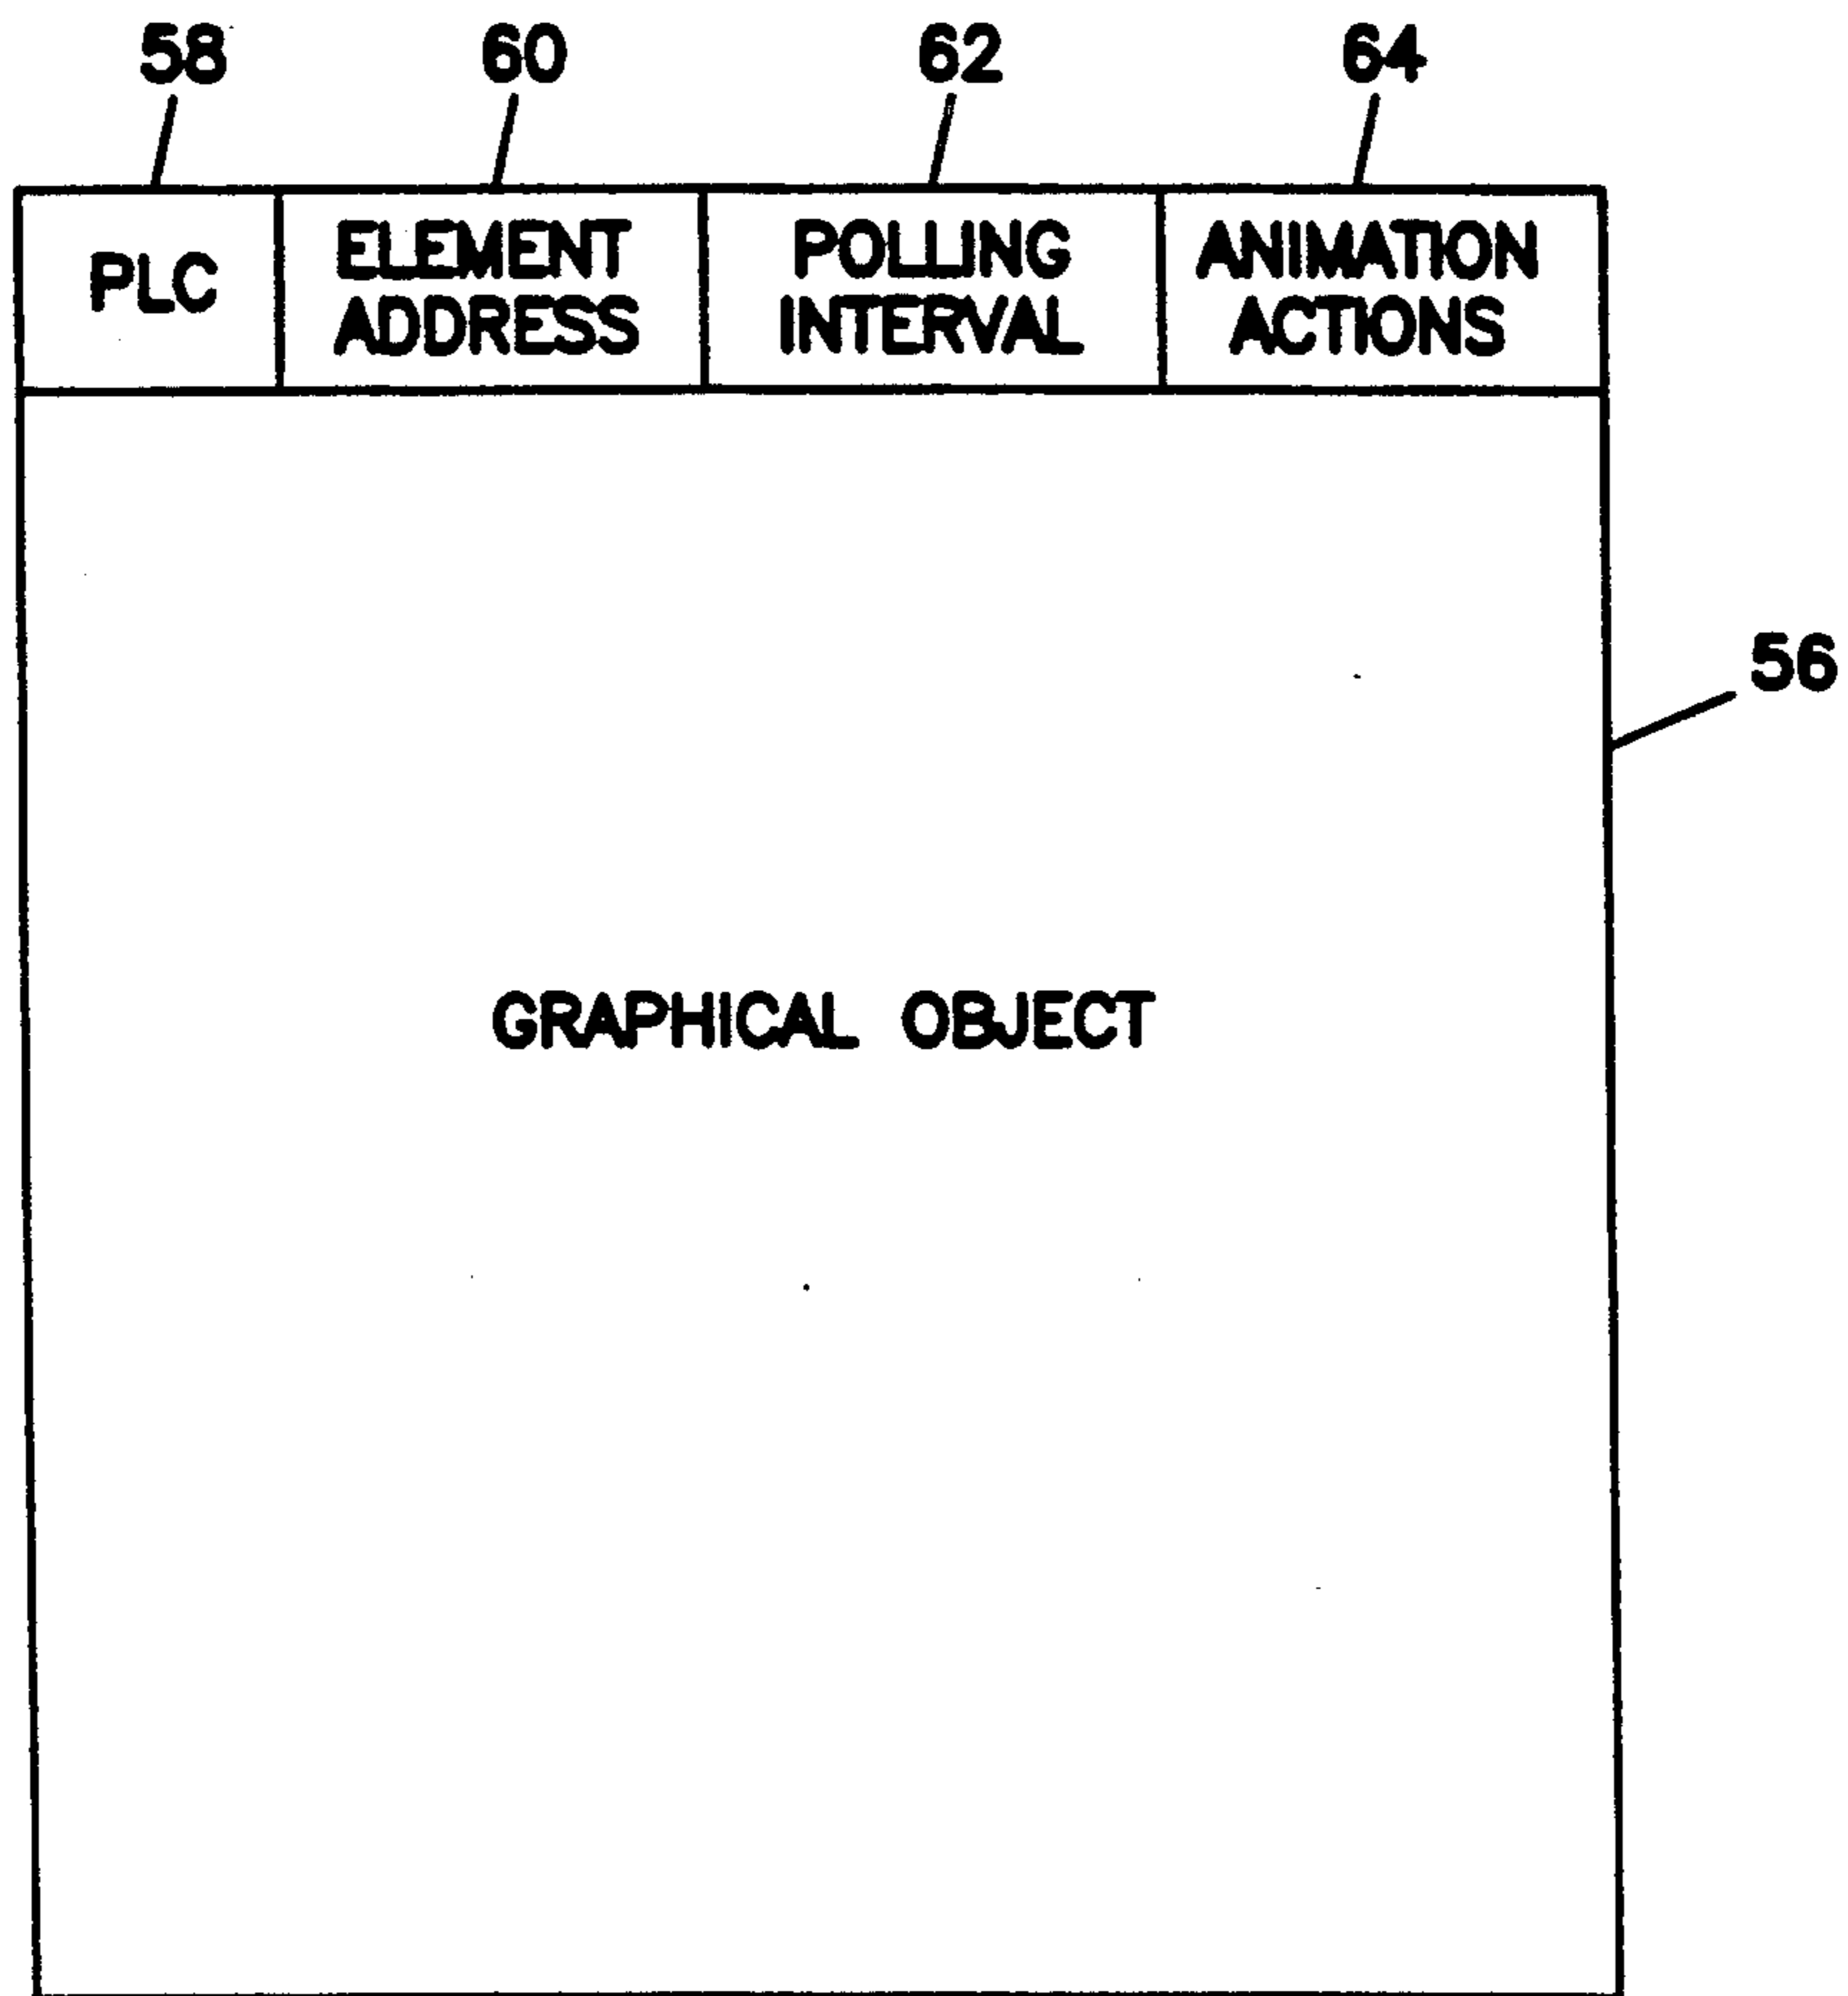 58 60 62 64
PLC
ELEMENT
ADDRESS
POLLING
INTERVAL
ANIMATION
ACTIONS
56
GRAPHICAL OBJECT